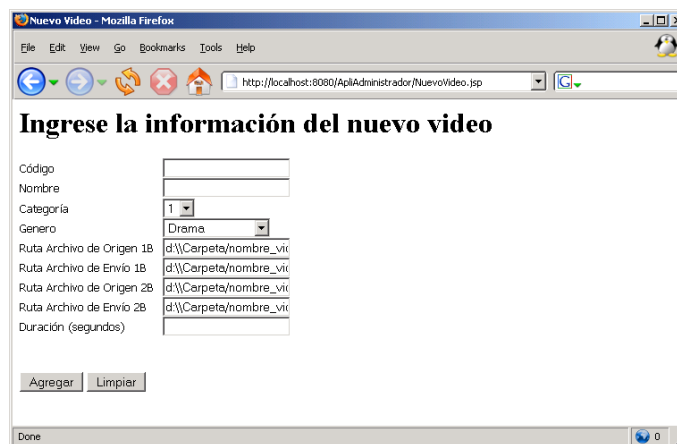 Nuevo Video - Mozilla Firefox
File Edit View Go Bookmarks Tools Help
http://localhost:8080/ApliAdministrador/NuevoVideo.jsp G
Ingrese la información del nuevo video
Código
Nombre
Categoría 1
Genero Drama
Ruta Archivo de Origen 1B d:\\Carpeta/nombre_vic
Ruta Archivo de Envío 1B d:\\Carpeta/nombre_vic
Ruta Archivo de Origen 2B d:\\Carpeta/nombre_vic
Ruta Archivo de Envío 2B d:\\Carpeta/nombre_vic
Duración (segundos)
Agregar Limpiar
Done 0